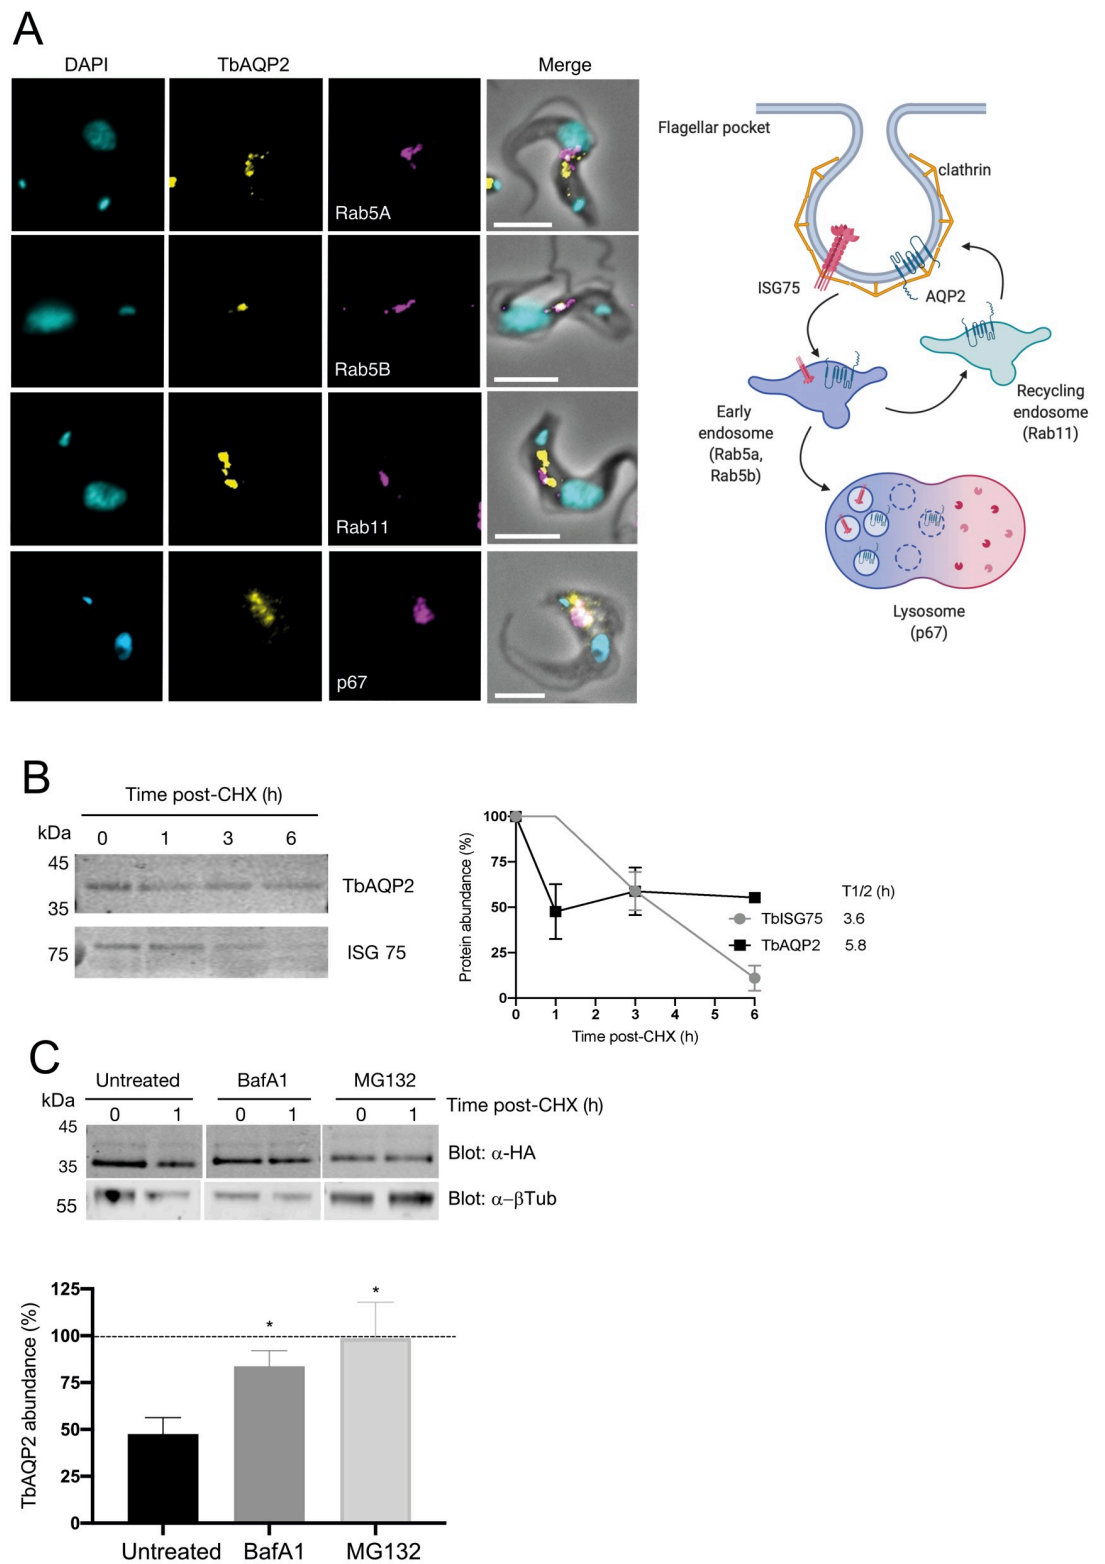 A
DAPI
TbAQP2
Merge
Rab5A
Rab5B
Rab11
p67
Flagellar pocket
clathrin
ISG75
AQP2
Early
endosome
(Rab5a,
Rab5b)
Recycling
endosome
(Rab11)
Lysosome
(p67)
B
Time post-CHX (h)
kDa 0 1 3 6
45
35
TbAQP2
75
ISG 75
Protein abundance (%)
100
75
50
25
0
0 1 2 3 4 5 6
Time post-CHX (h)
T1/2 (h)
TbISG75 3.6
TbAQP2 5.8
C
Untreated BafA1 MG132
kDa
0 1 0 1 0 1 Time post-CHX (h)
45
35
Blot: α-HA
55
Blot: α–βTub
TbAQP2 abundance (%)
125
100
75
50
25
0
* *
Untreated BafA1 MG132